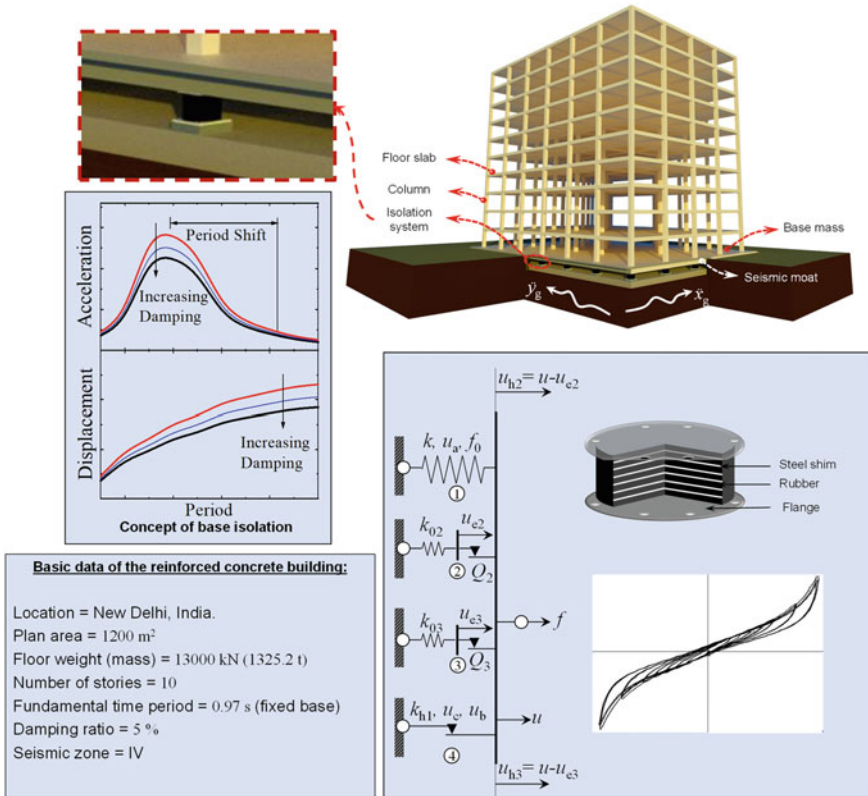 Floor slab
Column
Isolation
system
Base mass
Seismic moat
ÿg
ẍg
Acceleration
Period Shift
Increasing
Damping
Displacement
Increasing
Damping
Period
Concept of base isolation
Basic data of the reinforced concrete building:
Location = New Delhi, India.
Plan area = 1200 m²
Floor weight (mass) = 13000 kN (1325.2 t)
Number of stories = 10
Fundamental time period = 0.97 s (fixed base)
Damping ratio = 5 %
Seismic zone = IV
u_h2 = u-u_e2
k, u_a, f_0
1
k_02
u_e2
2
Q_2
k_03
u_e3
3
Q_3
f
k_h1, u_c, u_b
u
4
u_h3 = u-u_e3
Steel shim
Rubber
Flange